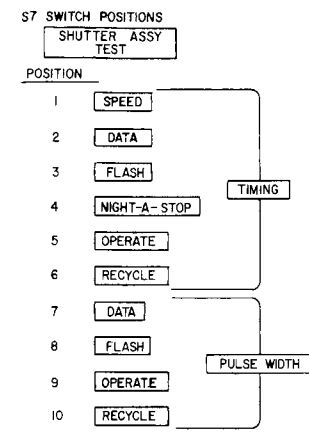 S7 SWITCH POSITIONS
SHUTTER ASSY
TEST
POSITION
1 SPEED
2 DATA
3 FLASH
TIMING
4 NIGHT-A-STOP
5 OPERATE
6 RECYCLE
7 DATA
8 FLASH
PULSE WIDTH
9 OPERATE
10 RECYCLE